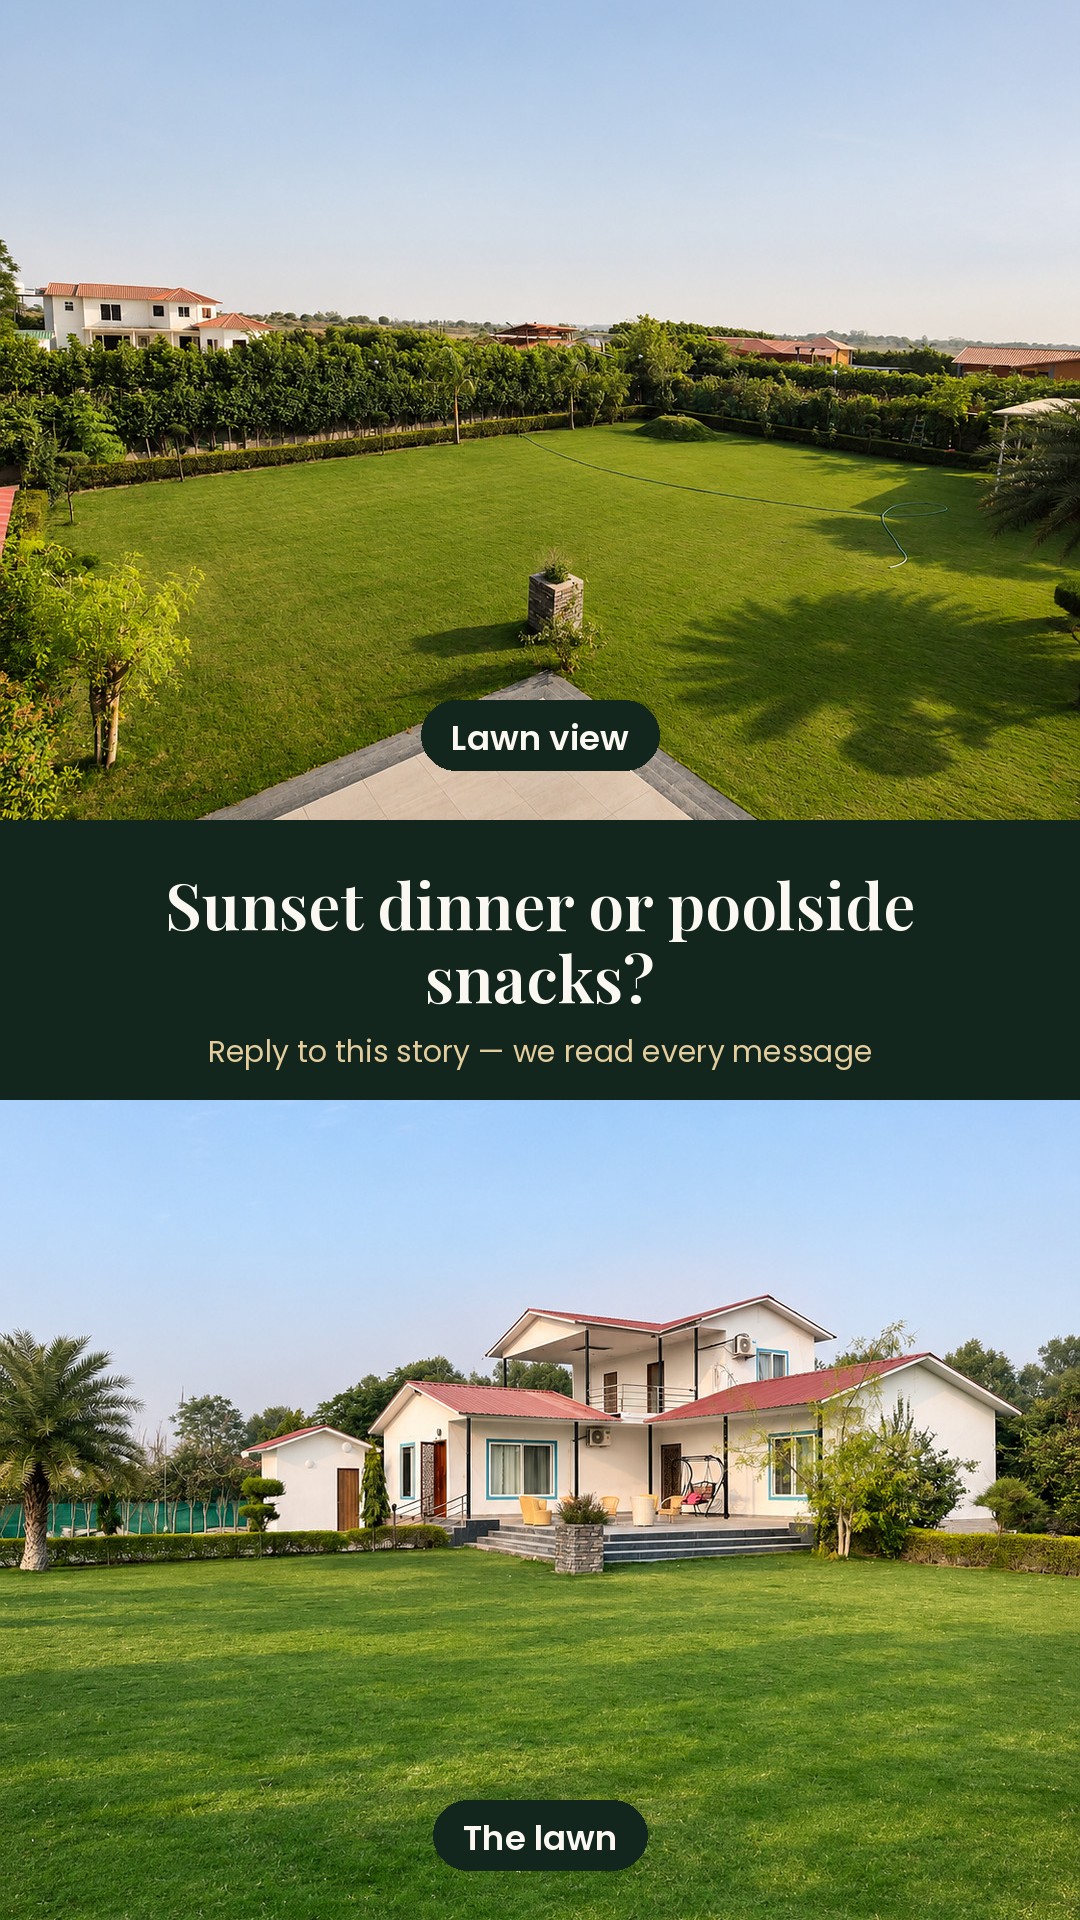 Lawn view
Sunset dinner or poolside
snacks?
Reply to this story — we read every message
The lawn